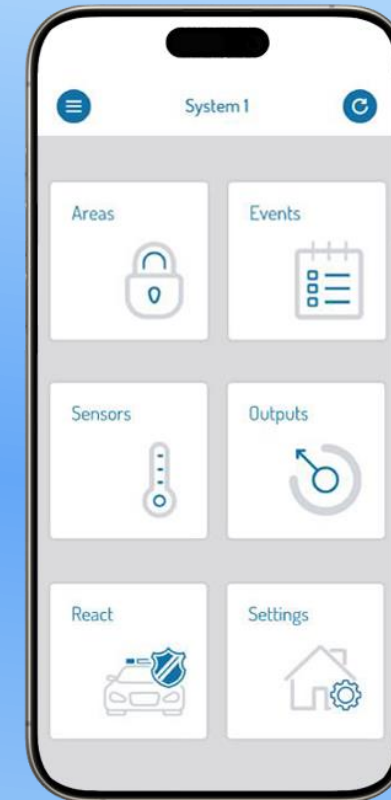 System 1
Areas
Events
Sensors
Outputs
React
Settings